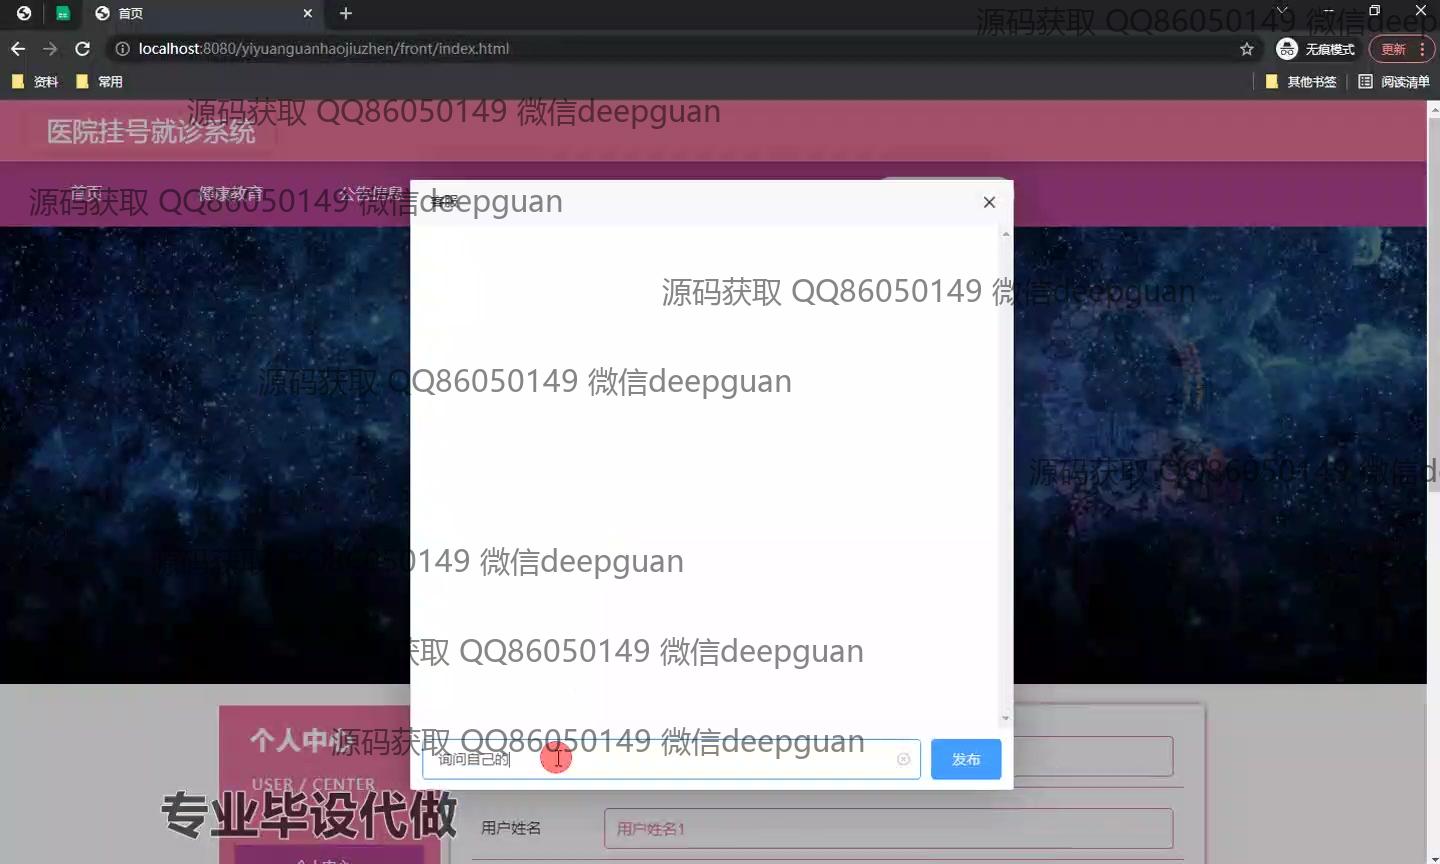 首页
localhost:8080/yiyuanguanhaojiuzhen/front/index.html
无痕模式
更新
资料
常用
其他书签
阅读清单
源码获取 QQ86050149 微信deep
源码获取 QQ86050149 微信deepguan
医院挂号就诊系统
首页
健康教育
公告信息
源码获取 QQ86050149 微信deepguan
客服
源码获取 QQ86050149 微信deepguan
源码获取 QQ86050149 微信deepguan
源码获取 QQ86050149 微信de
源码获取 QQ86050149 微信deepguan
获取 QQ86050149 微信deepguan
个人中心
源码获取 QQ86050149 微信deepguan
询问自己的
发布
USER / CENTER
专业毕设代做
用户姓名
用户姓名1
个人中心